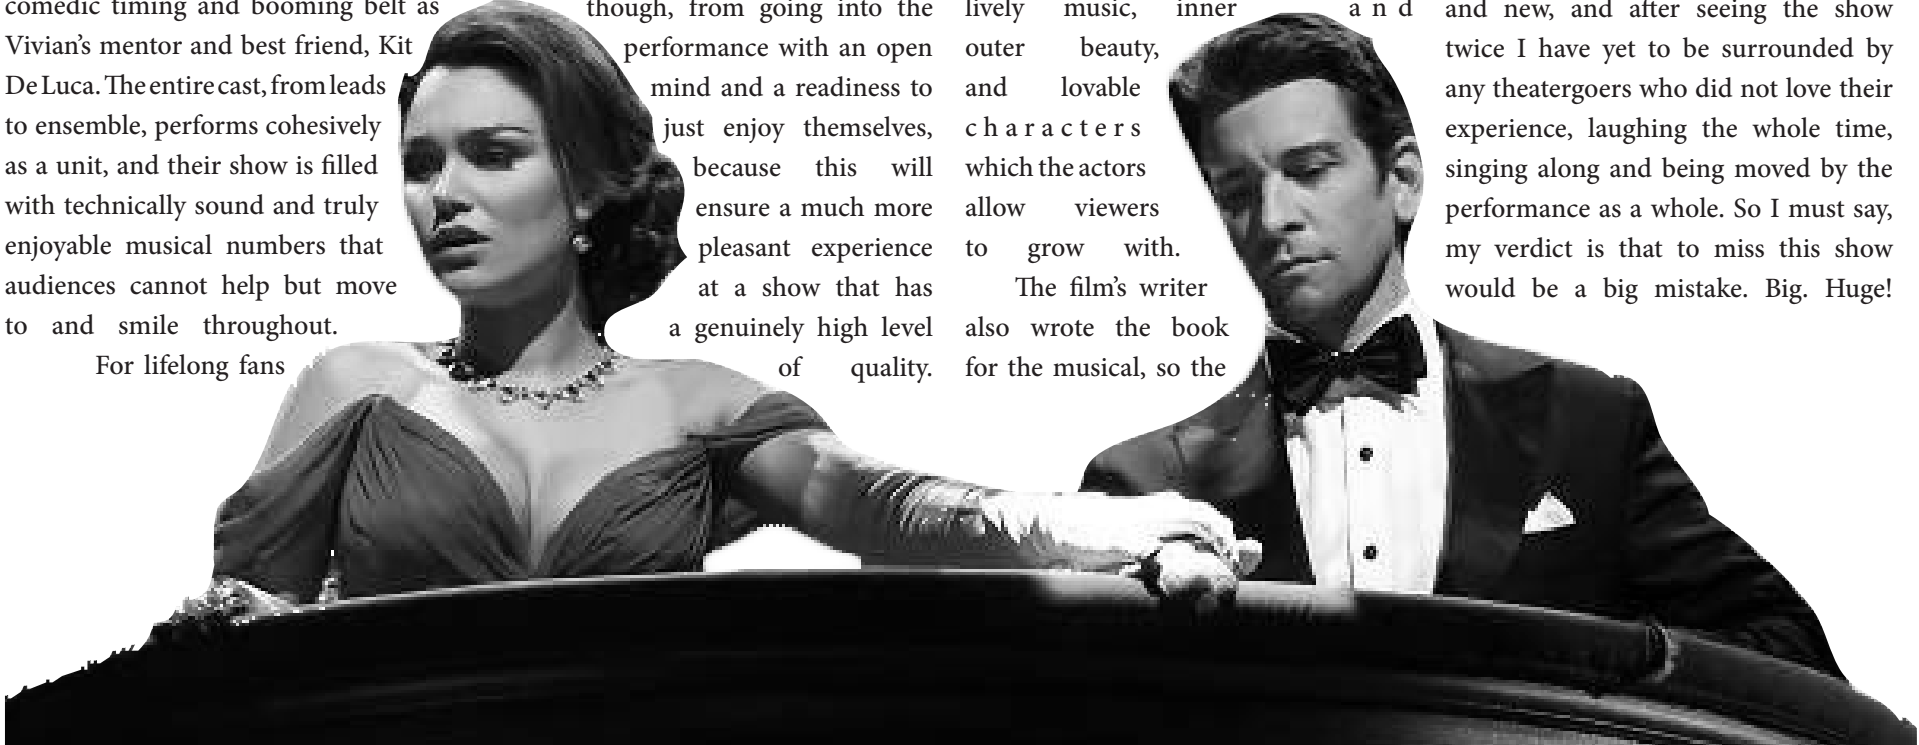 comedic timing and booming belt as
Vivian's mentor and best friend, Kit
De Luca. The entire cast, from leads
to ensemble, performs cohesively
as a unit, and their show is filled
with technically sound and truly
enjoyable musical numbers that
audiences cannot help but move
to and smile throughout.
For lifelong fans
though, from going into the
performance with an open
mind and a readiness to
just enjoy themselves,
because this will
ensure a much more
pleasant experience
at a show that has
a genuinely high level
of quality.
lively music, inner and
outer beauty,
and lovable
characters
which the actors
allow viewers
to grow with.
The film's writer
also wrote the book
for the musical, so the
and new, and after seeing the show
twice I have yet to be surrounded by
any theatergoers who did not love their
experience, laughing the whole time,
singing along and being moved by the
performance as a whole. So I must say,
my verdict is that to miss this show
would be a big mistake. Big. Huge!